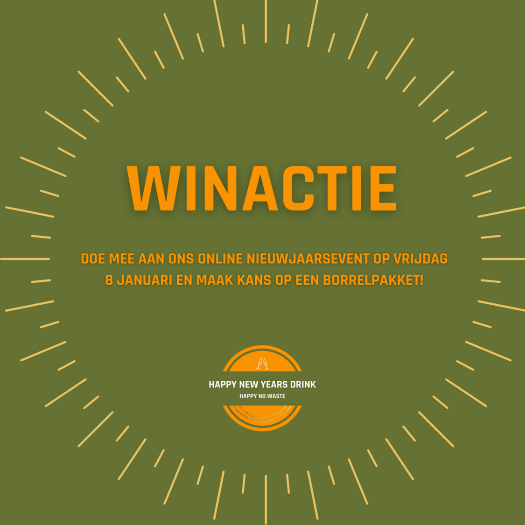 WINACTIE
DOE MEE AAN ONS ONLINE NIEUWJAARSEVENT OP VRIJDAG
8 JANUARI EN MAAK KANS OP EEN BORRELPAKKET!
HAPPY NEW YEARS DRINK
HAPPY NO WASTE